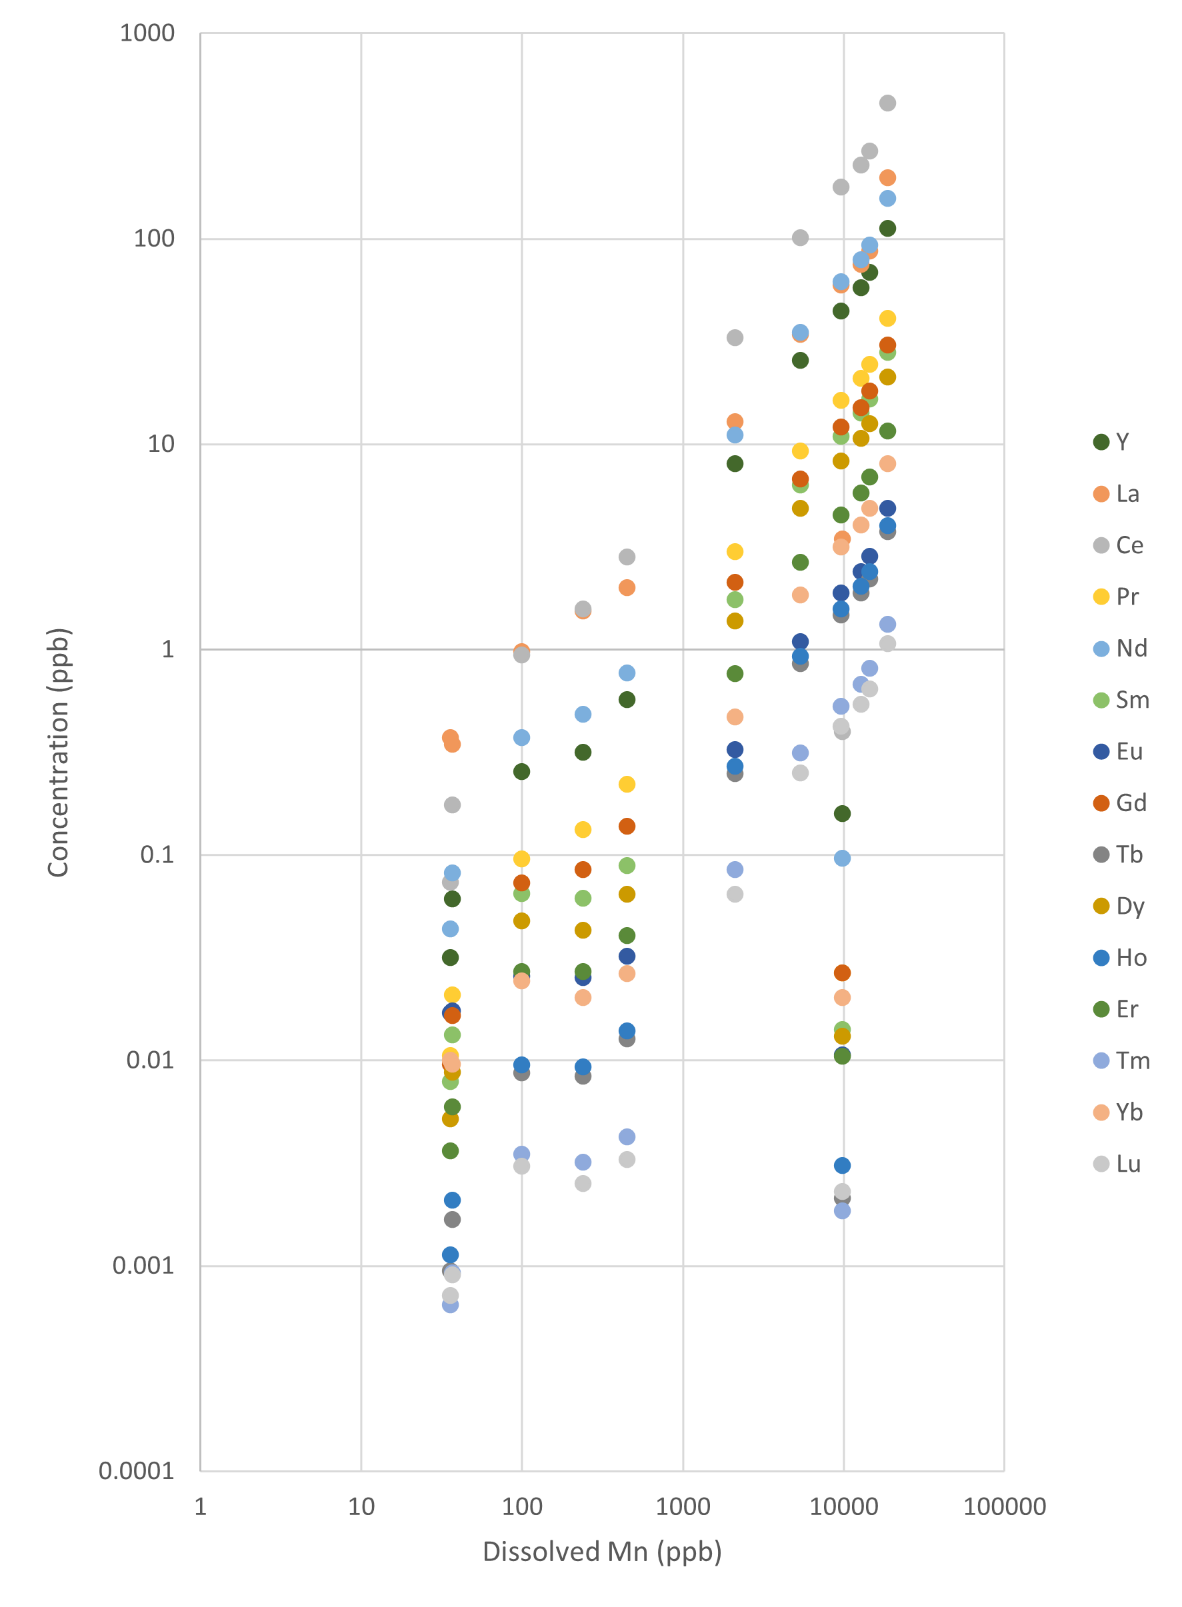 1000
100
10
1
0.1
0.01
0.001
0.0001
Concentration (ppb)
1 10 100 1000 10000 100000
Dissolved Mn (ppb)
Y
La
Ce
Pr
Nd
Sm
Eu
Gd
Tb
Dy
Ho
Er
Tm
Yb
Lu